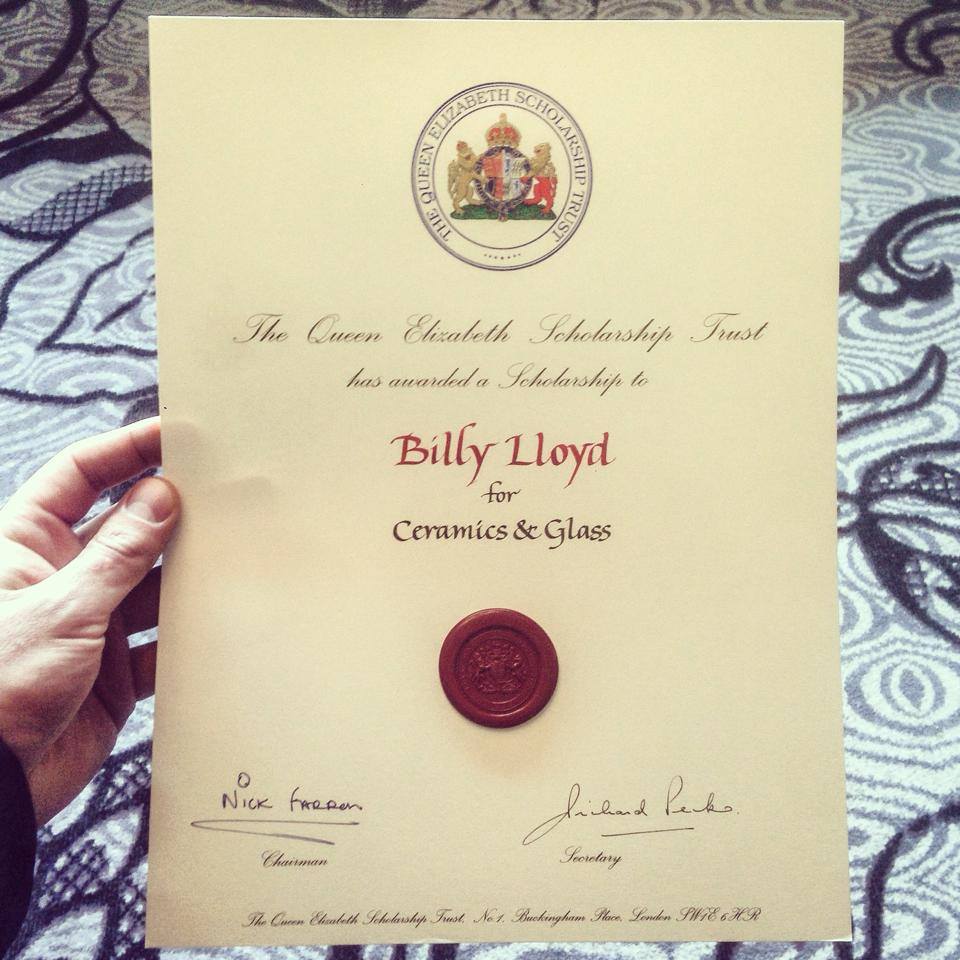 THE QUEEN ELIZABETH SCHOLARSHIP TRUST
The Queen Elizabeth Scholarship Trust
has awarded a Scholarship to
Billy Lloyd
for
Ceramics & Glass
Nick Farrow
Chairman
Secretary
The Queen Elizabeth Scholarship Trust, No 1, Buckingham Place, London SW1E 6HR